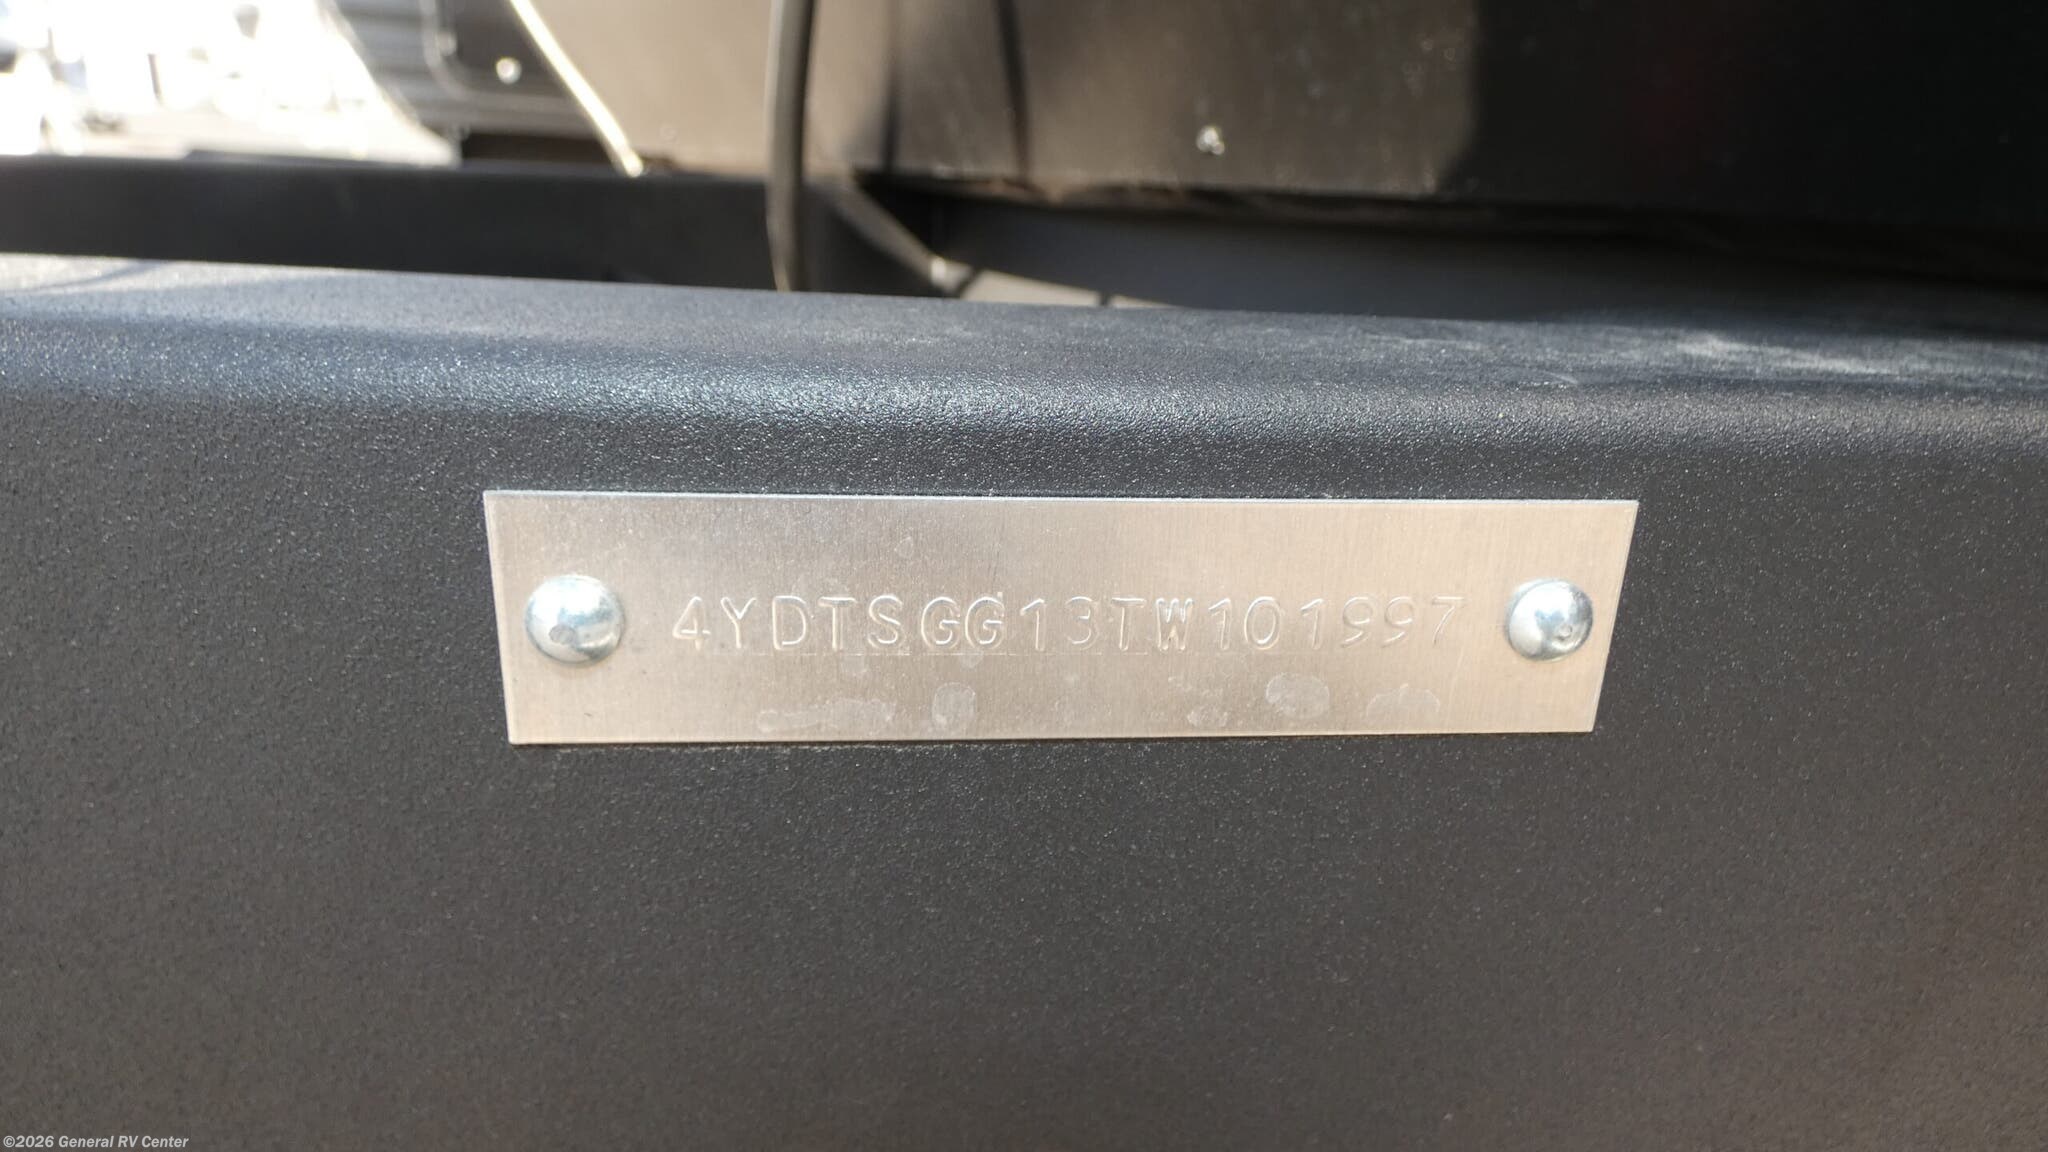 4YDTSGG13TW101997
©2026 General RV Center